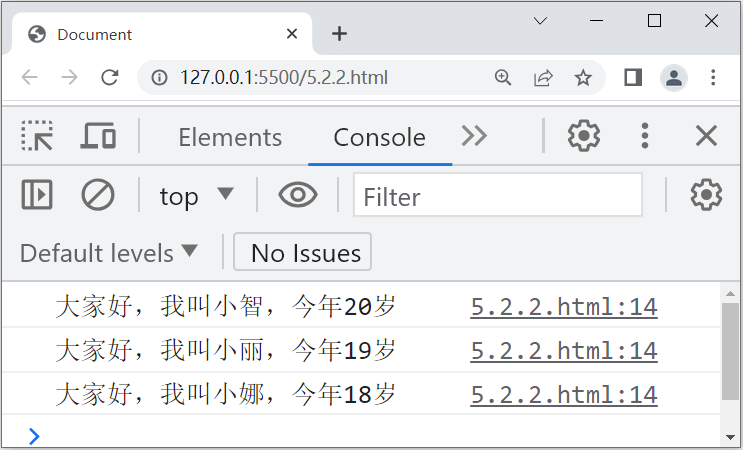 Document
127.0.0.1:5500/5.2.2.html
Elements Console
top Filter
Default levels No Issues
大家好，我叫小智，今年20岁 5.2.2.html:14
大家好，我叫小丽，今年19岁 5.2.2.html:14
大家好，我叫小娜，今年18岁 5.2.2.html:14